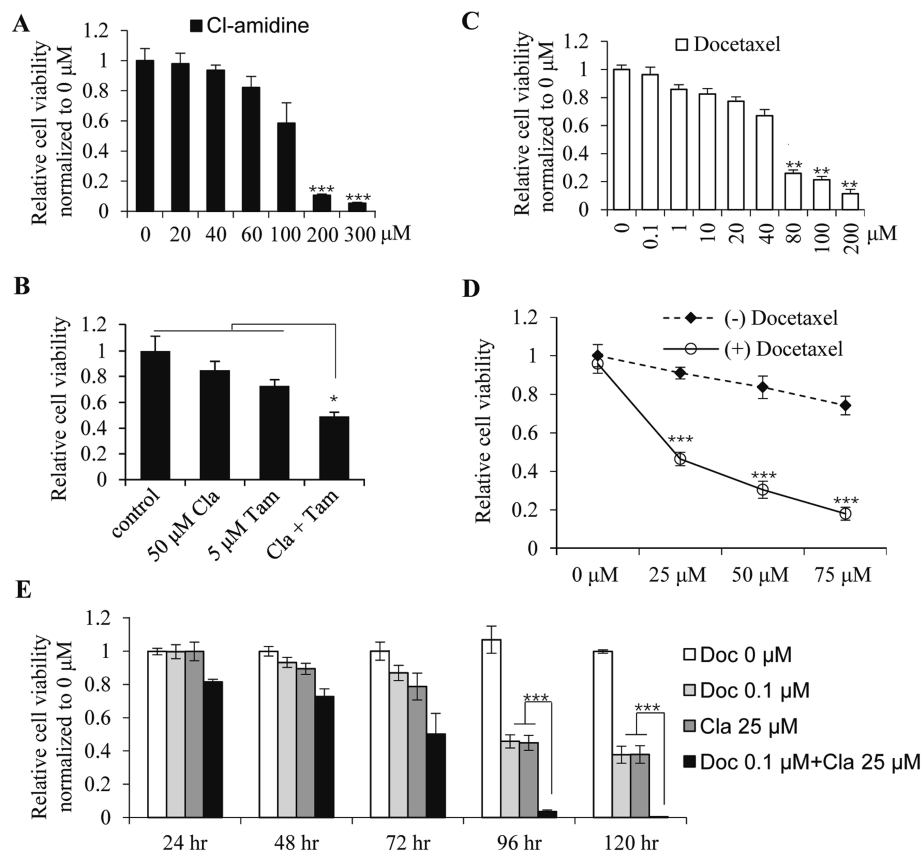 A
Cl-amidine
Relative cell viability
normalized to 0 µM
1.2
1
0.8
0.6
0.4
0.2
0
*** ***
0 20 40 60 100 200 300 µM
C
Docetaxel
Relative cell viability
normalized to 0 µM
1.2
1
0.8
0.6
0.4
0.2
0
** ** **
0 0.1 1 10 20 40 80 100 200 µM
B
Relative cell viability
1.2
1
0.8
0.6
0.4
0.2
0
*
control 50 µM Cla 5 µM Tam Cla + Tam
D
(-) Docetaxel
(+) Docetaxel
Relative cell viability
1.2
1
0.8
0.6
0.4
0.2
0
*** *** ***
0 µM 25 µM 50 µM 75 µM
E
Relative cell viability
normalized to 0 µM
1.2
1
0.8
0.6
0.4
0.2
0
*** ***
24 hr 48 hr 72 hr 96 hr 120 hr
Doc 0 µM
Doc 0.1 µM
Cla 25 µM
Doc 0.1 µM+Cla 25 µM